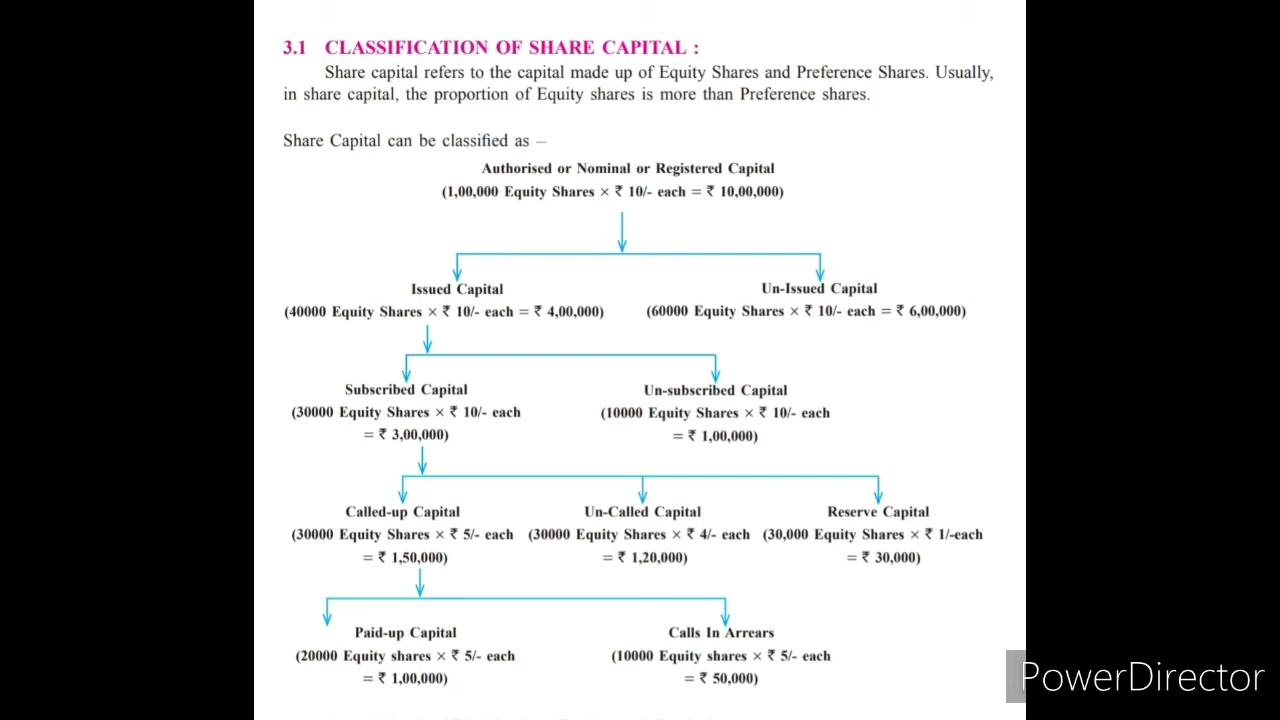 3.1 CLASSIFICATION OF SHARE CAPITAL :
Share capital refers to the capital made up of Equity Shares and Preference Shares. Usually,
in share capital, the proportion of Equity shares is more than Preference shares.
Share Capital can be classified as –
Authorised or Nominal or Registered Capital
(1,00,000 Equity Shares × ₹ 10/- each = ₹ 10,00,000)
Issued Capital
(40000 Equity Shares × ₹ 10/- each = ₹ 4,00,000)
Un-Issued Capital
(60000 Equity Shares × ₹ 10/- each = ₹ 6,00,000)
Subscribed Capital
(30000 Equity Shares × ₹ 10/- each
= ₹ 3,00,000)
Un-subscribed Capital
(10000 Equity Shares × ₹ 10/- each
= ₹ 1,00,000)
Called-up Capital
(30000 Equity Shares × ₹ 5/- each
= ₹ 1,50,000)
Un-Called Capital
(30000 Equity Shares × ₹ 4/- each
= ₹ 1,20,000)
Reserve Capital
(30,000 Equity Shares × ₹ 1/-each
= ₹ 30,000)
Paid-up Capital
(20000 Equity shares × ₹ 5/- each
= ₹ 1,00,000)
Calls In Arrears
(10000 Equity shares × ₹ 5/- each
= ₹ 50,000)
PowerDirector